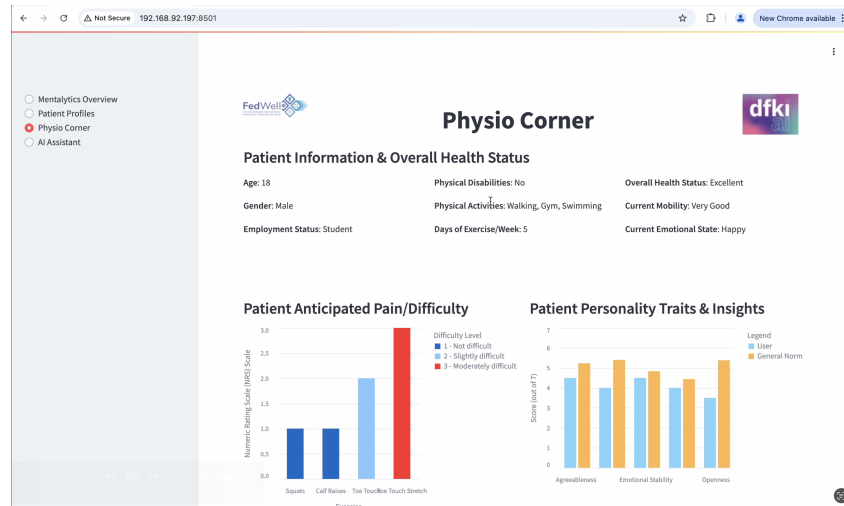 Not Secure 192.168.92.197:8501
New Chrome available
Mentalytics Overview
Patient Profiles
Physio Corner
AI Assistant
FedWell
Physio Corner
dfki
ai
Patient Information & Overall Health Status
Age: 18
Physical Disabilities: No
Overall Health Status: Excellent
Gender: Male
Physical Activities: Walking, Gym, Swimming
Current Mobility: Very Good
Employment Status: Student
Days of Exercise/Week: 5
Current Emotional State: Happy
Patient Anticipated Pain/Difficulty
Numeric Rating Scale (NRS) Scale
3.0
2.5
2.0
1.5
1.0
0.5
0.0
Squats
Calf Raises
Toe Touch
Toe Touch Stretch
Exercise
Difficulty Level
1 - Not difficult
2 - Slightly difficult
3 - Moderately difficult
Patient Personality Traits & Insights
Score (out of 7)
7
6
5
4
3
2
1
0
Agreeableness
Emotional Stability
Openness
Legend
User
General Norm